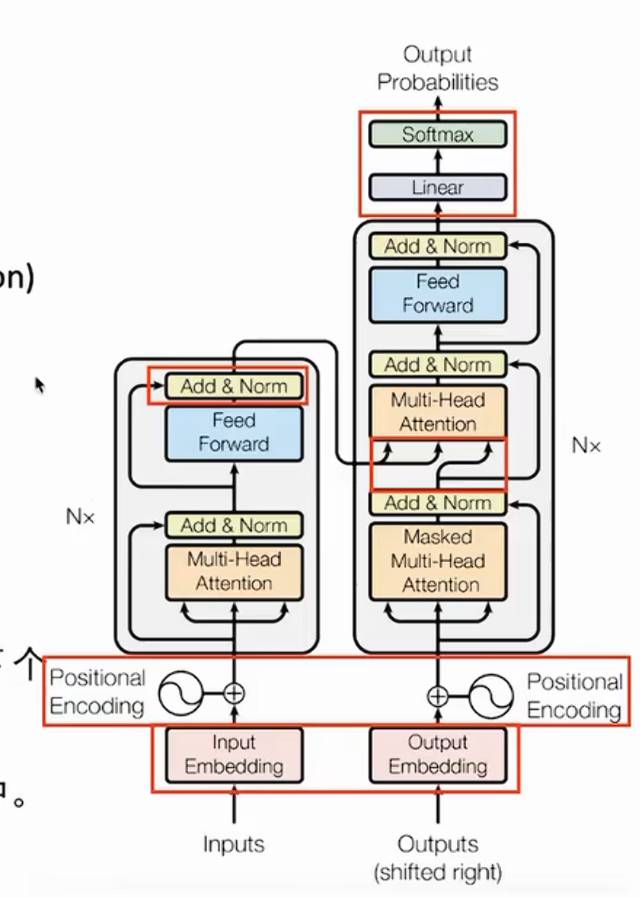 Output
Probabilities
Softmax
Linear
Add & Norm
Feed
Forward
Add & Norm
Multi-Head
Attention
Nx
Add & Norm
Masked
Multi-Head
Attention
on)
Add & Norm
Feed
Forward
Nx
Add & Norm
Multi-Head
Attention
个
Positional
Encoding
Positional
Encoding
Input
Embedding
Output
Embedding
。
Inputs
Outputs
(shifted right)